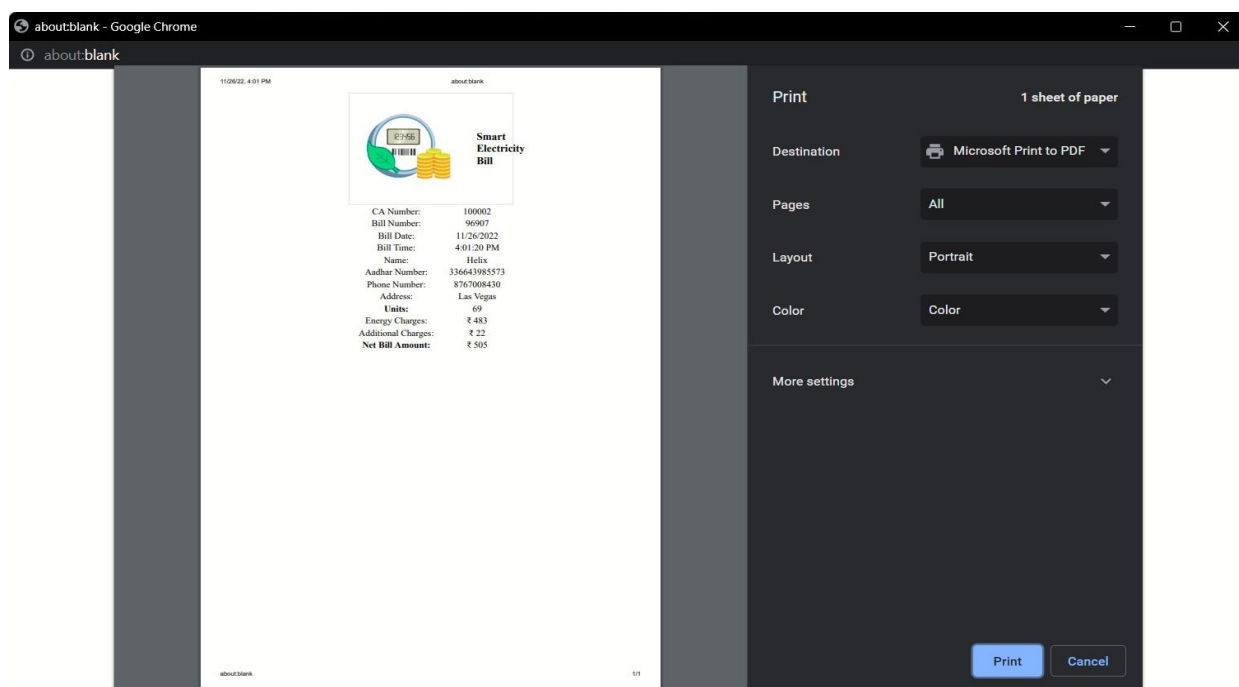 about:blank - Google Chrome
about:blank
11/26/22, 4:01 PM about:blank
123456
Smart
Electricity
Bill
CA Number: 100002
Bill Number: 96907
Bill Date: 11/26/2022
Bill Time: 4:01:20 PM
Name: Helix
Aadhar Number: 336643985573
Phone Number: 8767008430
Address: Las Vegas
Units: 69
Energy Charges: ₹ 483
Additional Charges: ₹ 22
Net Bill Amount: ₹ 505
about:blank 1/1
Print 1 sheet of paper
Destination Microsoft Print to PDF
Pages All
Layout Portrait
Color Color
More settings
Print Cancel